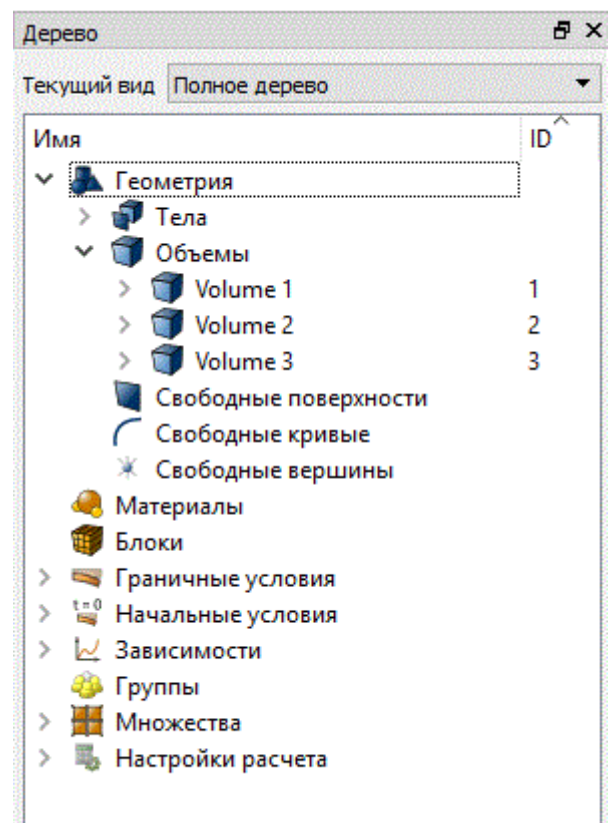 Дерево
Текущий вид Полное дерево
Имя ID
Геометрия
Тела
Объемы
Volume 1 1
Volume 2 2
Volume 3 3
Свободные поверхности
Свободные кривые
Свободные вершины
Материалы
Блоки
Граничные условия
t=0 Начальные условия
Зависимости
Группы
Множества
Настройки расчета